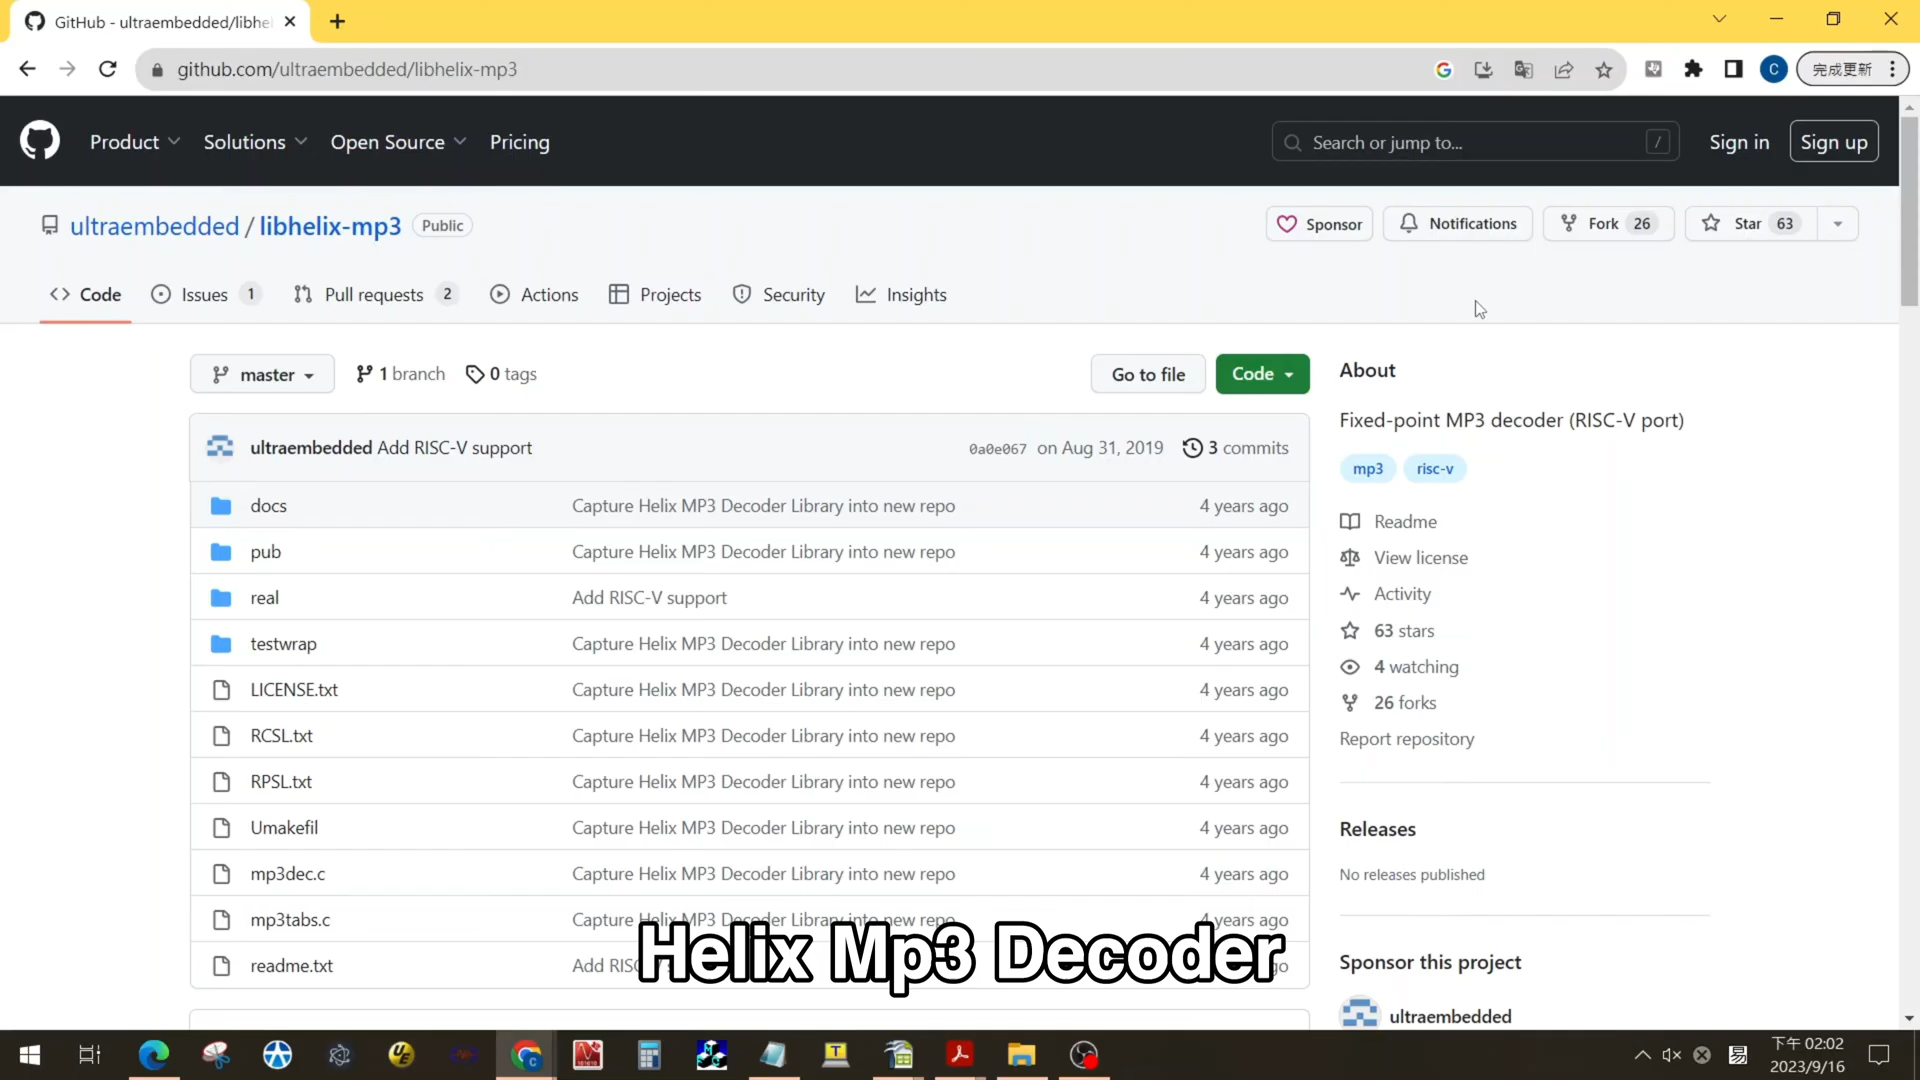 GitHub - ultraembedded/libhe
github.com/ultraembedded/libhelix-mp3
C
完成更新
Product
Solutions
Open Source
Pricing
Search or jump to...
/
Sign in
Sign up
ultraembedded / libhelix-mp3
Public
Sponsor
Notifications
Fork 26
Star 63
Code
Issues 1
Pull requests 2
Actions
Projects
Security
Insights
master
1 branch
0 tags
Go to file
Code
ultraembedded Add RISC-V support
0a0e067 on Aug 31, 2019
3 commits
docs Capture Helix MP3 Decoder Library into new repo 4 years ago
pub Capture Helix MP3 Decoder Library into new repo 4 years ago
real Add RISC-V support 4 years ago
testwrap Capture Helix MP3 Decoder Library into new repo 4 years ago
LICENSE.txt Capture Helix MP3 Decoder Library into new repo 4 years ago
RCSL.txt Capture Helix MP3 Decoder Library into new repo 4 years ago
RPSL.txt Capture Helix MP3 Decoder Library into new repo 4 years ago
Umakefil Capture Helix MP3 Decoder Library into new repo 4 years ago
mp3dec.c Capture Helix MP3 Decoder Library into new repo 4 years ago
mp3tabs.c Capture Helix MP3 Decoder Library into new repo 4 years ago
readme.txt Add RISC
Helix Mp3 Decoder
About
Fixed-point MP3 decoder (RISC-V port)
mp3 risc-v
Readme
View license
Activity
63 stars
4 watching
26 forks
Report repository
Releases
No releases published
Sponsor this project
ultraembedded
下午 02:02
2023/9/16